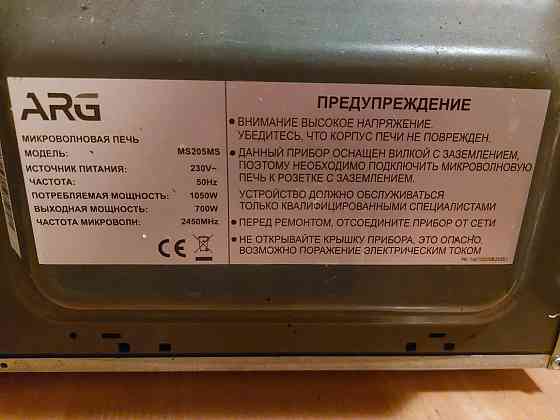 ARG
МИКРОВОЛНОВАЯ ПЕЧЬ
МОДЕЛЬ: MS205MS
ИСТОЧНИК ПИТАНИЯ: 230V~
ЧАСТОТА: 50Hz
ПОТРЕБЛЯЕМАЯ МОЩНОСТЬ: 1050W
ВЫХОДНАЯ МОЩНОСТЬ: 700W
ЧАСТОТА МИКРОВОЛН: 2450MHz
CE
ПРЕДУПРЕЖДЕНИЕ
• ВНИМАНИЕ ВЫСОКОЕ НАПРЯЖЕНИЕ.
УБЕДИТЕСЬ, ЧТО КОРПУС ПЕЧИ НЕ ПОВРЕЖДЕН.
• ДАННЫЙ ПРИБОР ОСНАЩЕН ВИЛКОЙ С ЗАЗЕМЛЕНИЕМ,
ПОЭТОМУ НЕОБХОДИМО ПОДКЛЮЧИТЬ МИКРОВОЛНОВУЮ
ПЕЧЬ К РОЗЕТКЕ С ЗАЗЕМЛЕНИЕМ.
УСТРОЙСТВО ДОЛЖНО ОБСЛУЖИВАТЬСЯ
ТОЛЬКО КВАЛИФИЦИРОВАННЫМИ СПЕЦИАЛИСТАМИ
• ПЕРЕД РЕМОНТОМ, ОТСОЕДИНИТЕ ПРИБОР ОТ СЕТИ
• НЕ ОТКРЫВАЙТЕ КРЫШКУ ПРИБОРА, ЭТО ОПАСНО,
ВОЗМОЖНО ПОРАЖЕНИЕ ЭЛЕКТРИЧЕСКИМ ТОКОМ